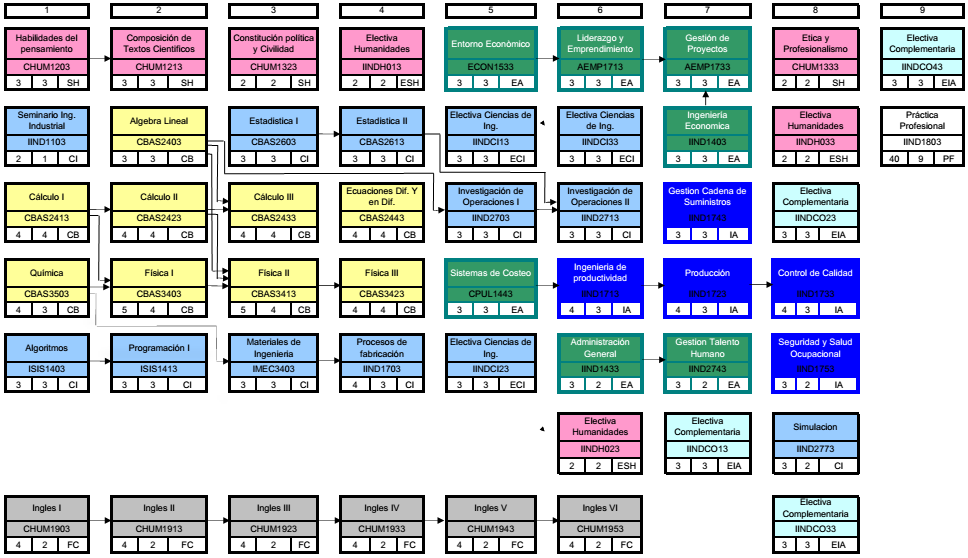 1
2
3
4
5
6
7
8
9
Habilidades del
pensamiento
CHUM1203
3 3 SH
Composición de
Textos Cientificos
CHUM1213
3 3 SH
Constitución política
y Civilidad
CHUM1323
2 2 SH
Electiva
Humanidades
IINDH013
2 2 ESH
Entorno Económico
ECON1533
3 3 EA
Liderazgo y
Emprendimiento
AEMP1713
3 3 EA
Gestión de
Proyectos
AEMP1733
3 3 EA
Etica y
Profesionalismo
CHUM1333
2 2 SH
Electiva
Complementaria
IINDCO43
3 3 EIA
Seminario Ing.
Industrial
IIND1103
2 1 CI
Algebra Lineal
CBAS2403
3 3 CB
Estadistica I
CBAS2603
3 3 CI
Estadistica II
CBAS2613
3 3 CI
Electiva Ciencias de
Ing.
IINDCI13
3 3 ECI
Electiva Ciencias
de Ing.
IINDCI33
3 3 ECI
Ingeniería
Economica
IIND1403
3 3 EA
Electiva
Humanidades
IINDH033
2 2 ESH
Práctica
Profesional
IIND1803
40 9 PF
Cálculo I
CBAS2413
4 4 CB
Cálculo II
CBAS2423
4 4 CB
Cálculo III
CBAS2433
4 4 CB
Ecuaciones Dif. Y
en Dif.
CBAS2443
4 4 CB
Investigación de
Operaciones I
IIND2703
3 3 CI
Investigación de
Operaciones II
IIND2713
3 3 CI
Gestion Cadena de
Suministros
3 3 IA
Electiva
Complementaria
IINDCO23
3 3 EIA
Química
CBAS3503
4 3 CB
Física I
CBAS3403
5 4 CB
Física II
CBAS3413
5 4 CB
Física III
CBAS3423
4 4 CB
Sistemas de Costeo
CPUL1443
3 3 EA
Ingenieria de
productividad
IIND1713
4 3 IA
Producción
IIND1723
4 3 IA
Control de Calidad
IIND1733
4 3 IA
Algoritmos
ISIS1403
3 3 CI
Programación I
ISIS1413
3 3 CI
Materiales de
Ingenieria
IMEC3403
3 3 CI
Procesos de
fabricación
IIND1703
4 3 CI
Electiva Ciencias de
Ing.
IINDCI23
3 3 ECI
Administración
General
IIND1433
3 2 EA
Gestion Talento
Humano
IIND2743
3 2 EA
Seguridad y Salud
Ocupacional
3 2 IA
Electiva
Humanidades
IINDH023
2 2 ESH
Electiva
Complementaria
IINDCO13
3 3 EIA
Simulacion
IIND2773
3 2 CI
Ingles I
CHUM1903
4 2 FC
Ingles II
CHUM1913
4 2 FC
Ingles III
CHUM1923
4 2 FC
Ingles IV
CHUM1933
4 2 FC
Ingles V
CHUM1943
4 2 FC
Ingles VI
CHUM1953
4 2 FC
Electiva
Complementaria
IINDCO33
3 3 EIA